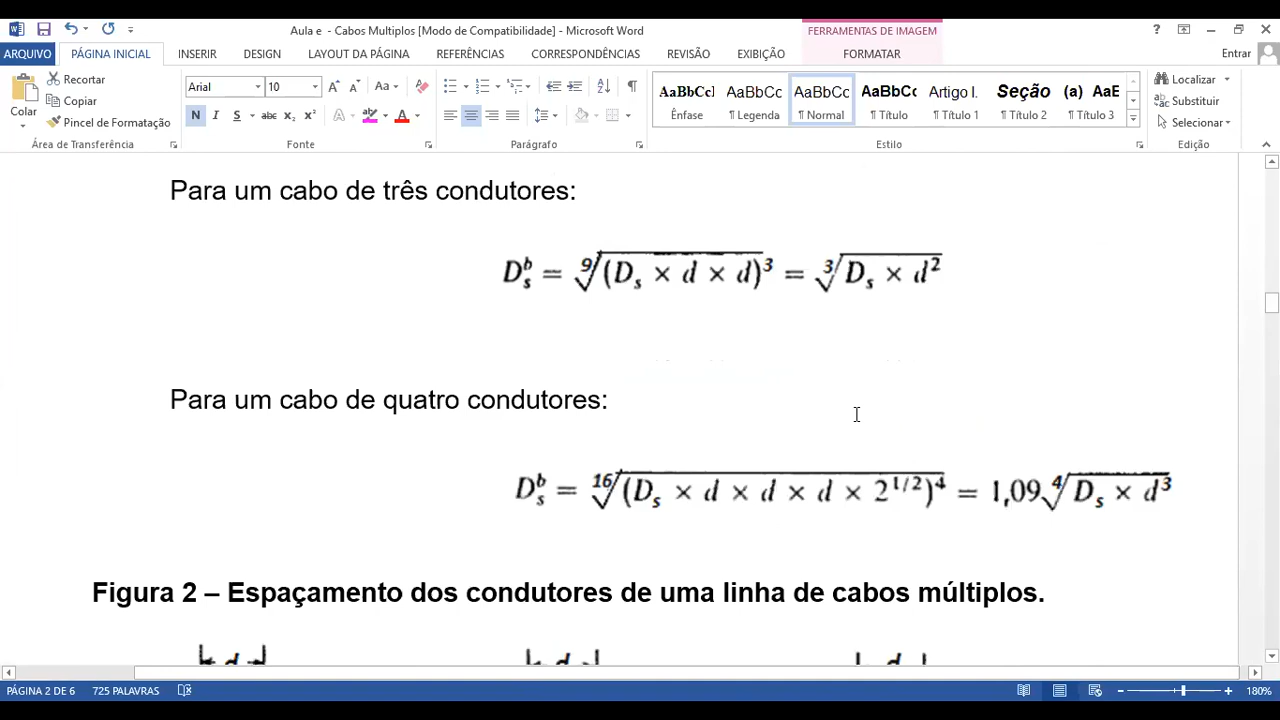 Aula e - Cabos Multiplos [Modo de Compatibilidade] - Microsoft Word
FERRAMENTAS DE IMAGEM
ARQUIVO PÁGINA INICIAL INSERIR DESIGN LAYOUT DA PÁGINA REFERÊNCIAS CORRESPONDÊNCIAS REVISÃO EXIBIÇÃO FORMATAR Entrar
Colar
Recortar
Copiar
Pincel de Formatação
Área de Transferência
Arial 10
N I S abc x₂ x² A A
Fonte
Parágrafo
AaBbCcI AaBbCc AaBbCc AaBbCc Artigo I. Seção (a) AaE
Ênfase ¶ Legenda ¶ Normal ¶ Título ¶ Título 1 ¶ Título 2 ¶ Título 3
Estilo
Localizar
Substituir
Selecionar
Edição
Para um cabo de três condutores:
D_s^b = ⁹√(D_s × d × d)³ = ³√D_s × d²
Para um cabo de quatro condutores:
D_s^b = ¹⁶√(D_s × d × d × d × 2^1/2)⁴ = 1,09 ⁴√D_s × d³
Figura 2 – Espaçamento dos condutores de uma linha de cabos múltiplos.
d d d
PÁGINA 2 DE 6 725 PALAVRAS 180%